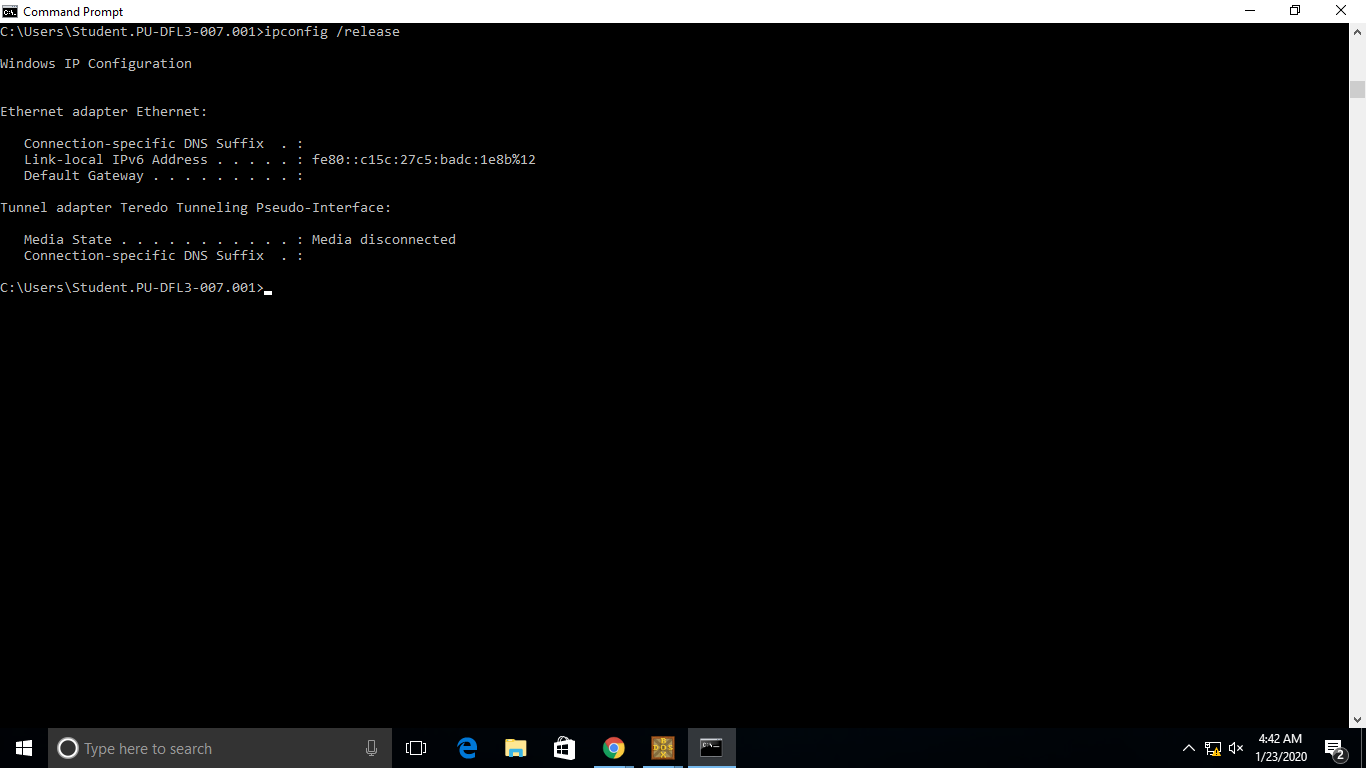 Command Prompt
C:\Users\Student.PU-DFL3-007.001>ipconfig /release
Windows IP Configuration
Ethernet adapter Ethernet:
   Connection-specific DNS Suffix  . :
   Link-local IPv6 Address . . . . . : fe80::c15c:27c5:badc:1e8b%12
   Default Gateway . . . . . . . . . :
Tunnel adapter Teredo Tunneling Pseudo-Interface:
   Media State . . . . . . . . . . . : Media disconnected
   Connection-specific DNS Suffix  . :
C:\Users\Student.PU-DFL3-007.001>
Type here to search
4:42 AM
1/23/2020
2